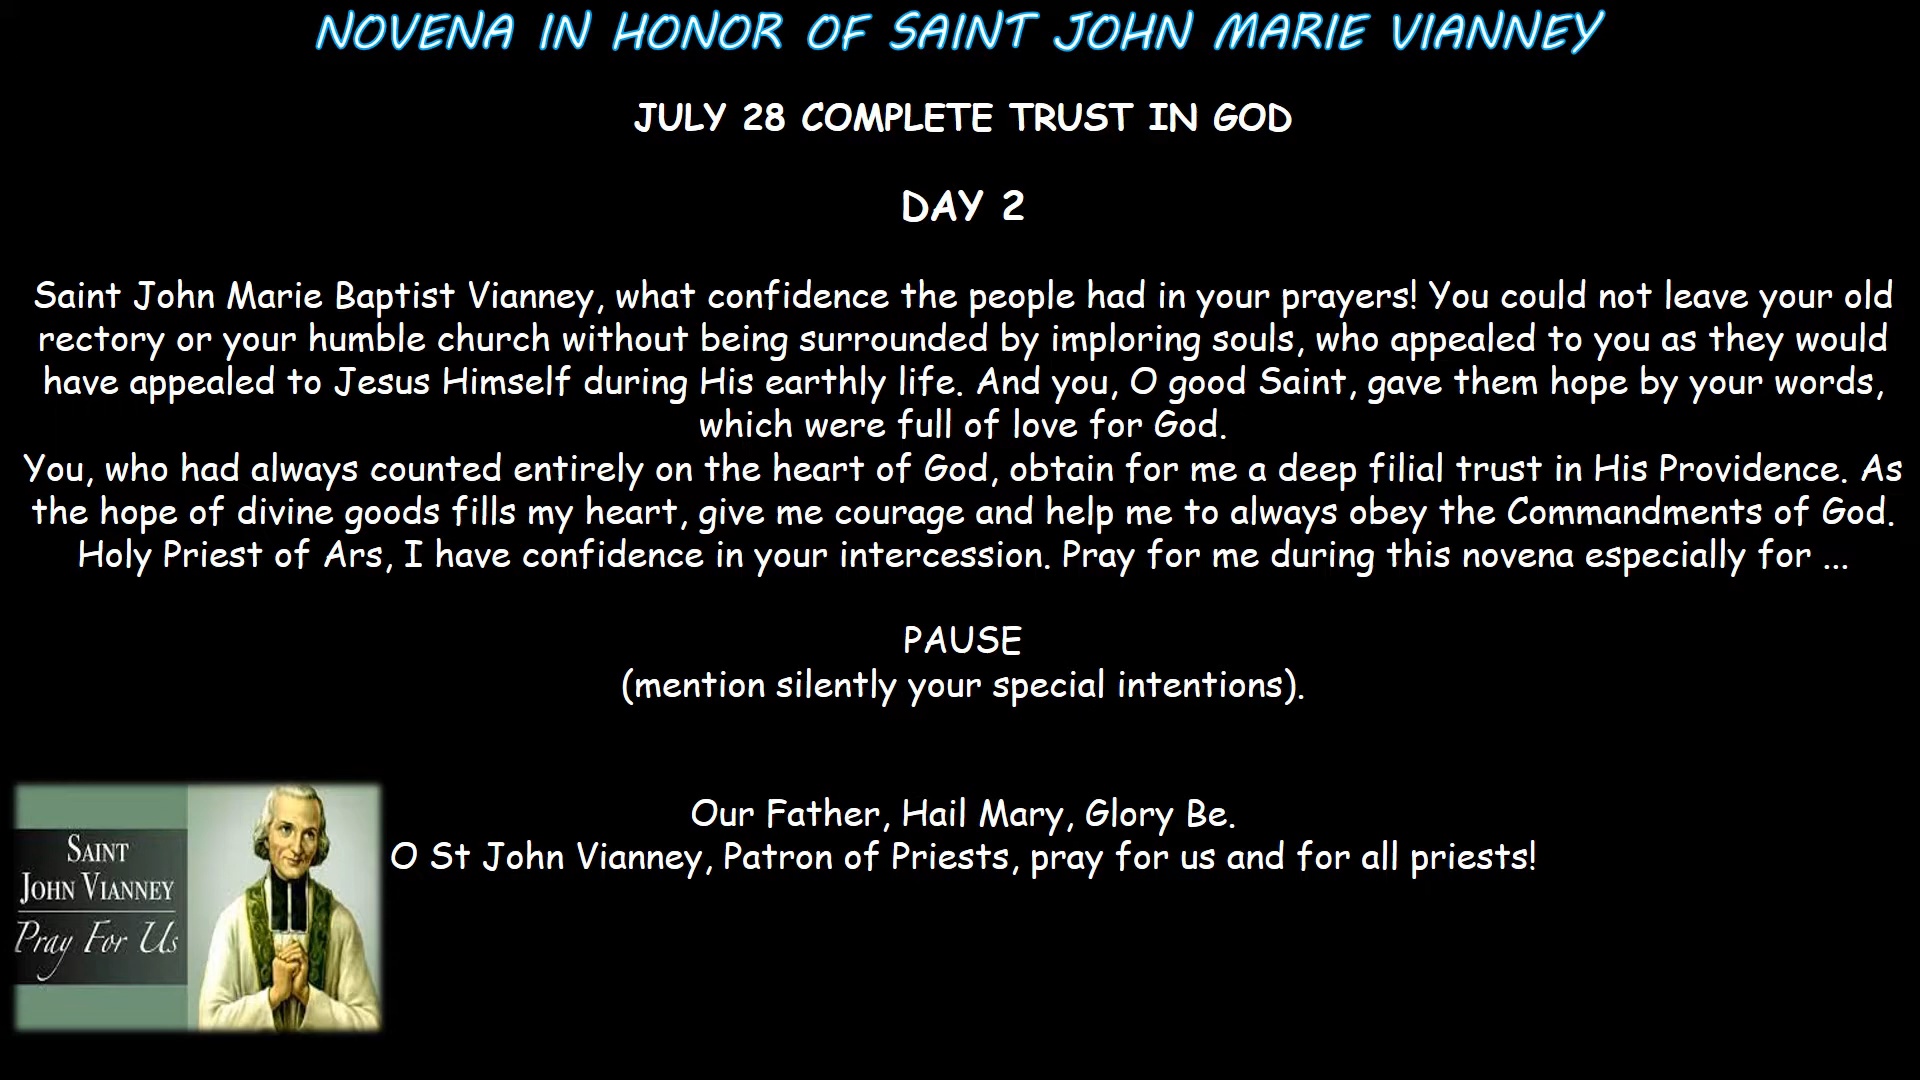 NOVENA IN HONOR OF SAINT JOHN MARIE VIANNEY
JULY 28 COMPLETE TRUST IN GOD
DAY 2
Saint John Marie Baptist Vianney, what confidence the people had in your prayers! You could not leave your old
rectory or your humble church without being surrounded by imploring souls, who appealed to you as they would
have appealed to Jesus Himself during His earthly life. And you, O good Saint, gave them hope by your words,
which were full of love for God.
You, who had always counted entirely on the heart of God, obtain for me a deep filial trust in His Providence. As
the hope of divine goods fills my heart, give me courage and help me to always obey the Commandments of God.
Holy Priest of Ars, I have confidence in your intercession. Pray for me during this novena especially for ...
PAUSE
(mention silently your special intentions).
Our Father, Hail Mary, Glory Be.
O St John Vianney, Patron of Priests, pray for us and for all priests!
SAINT
JOHN VIANNEY
Pray For Us